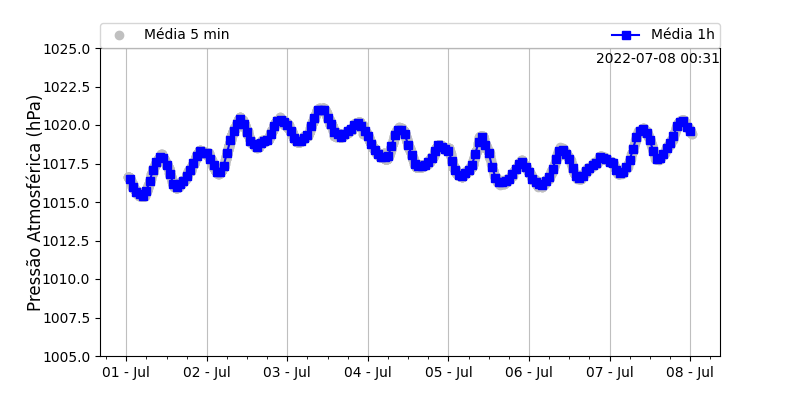 Média 5 min
Média 1h
2022-07-08 00:31
Pressão Atmosférica (hPa)
1025.0
1022.5
1020.0
1017.5
1015.0
1012.5
1010.0
1007.5
1005.0
01 - Jul
02 - Jul
03 - Jul
04 - Jul
05 - Jul
06 - Jul
07 - Jul
08 - Jul